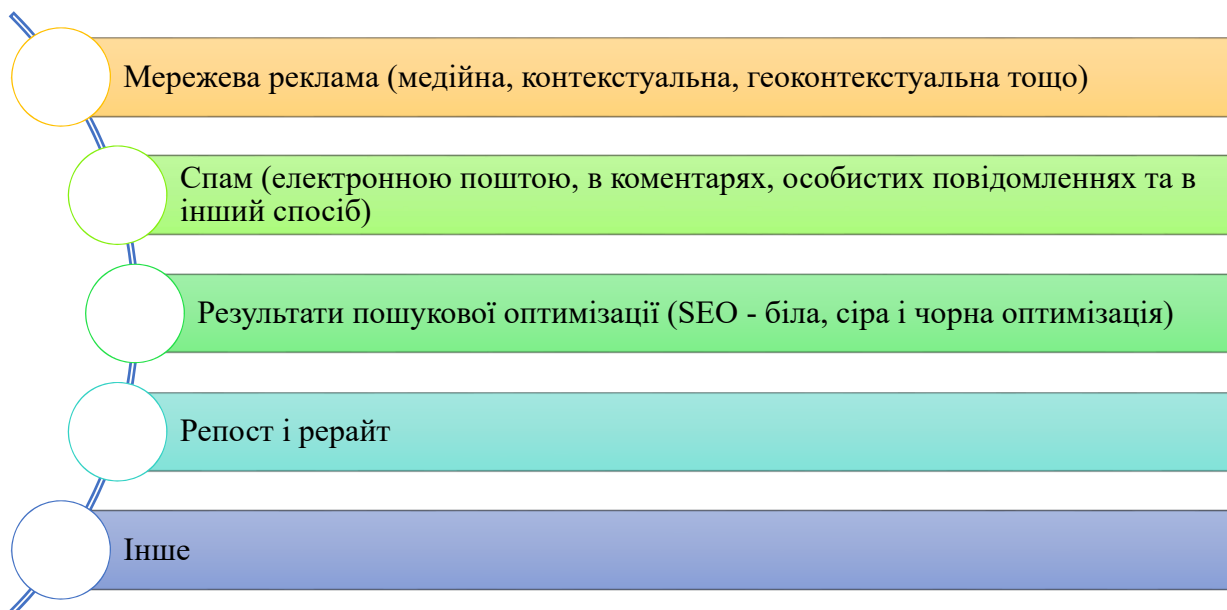 Мережева реклама (медійна, контекстуальна, геоконтекстуальна тощо)
Спам (електронною поштою, в коментарях, особистих повідомленнях та в
інший спосіб)
Результати пошукової оптимізації (SEO - біла, сіра і чорна оптимізація)
Репост і рерайт
Інше